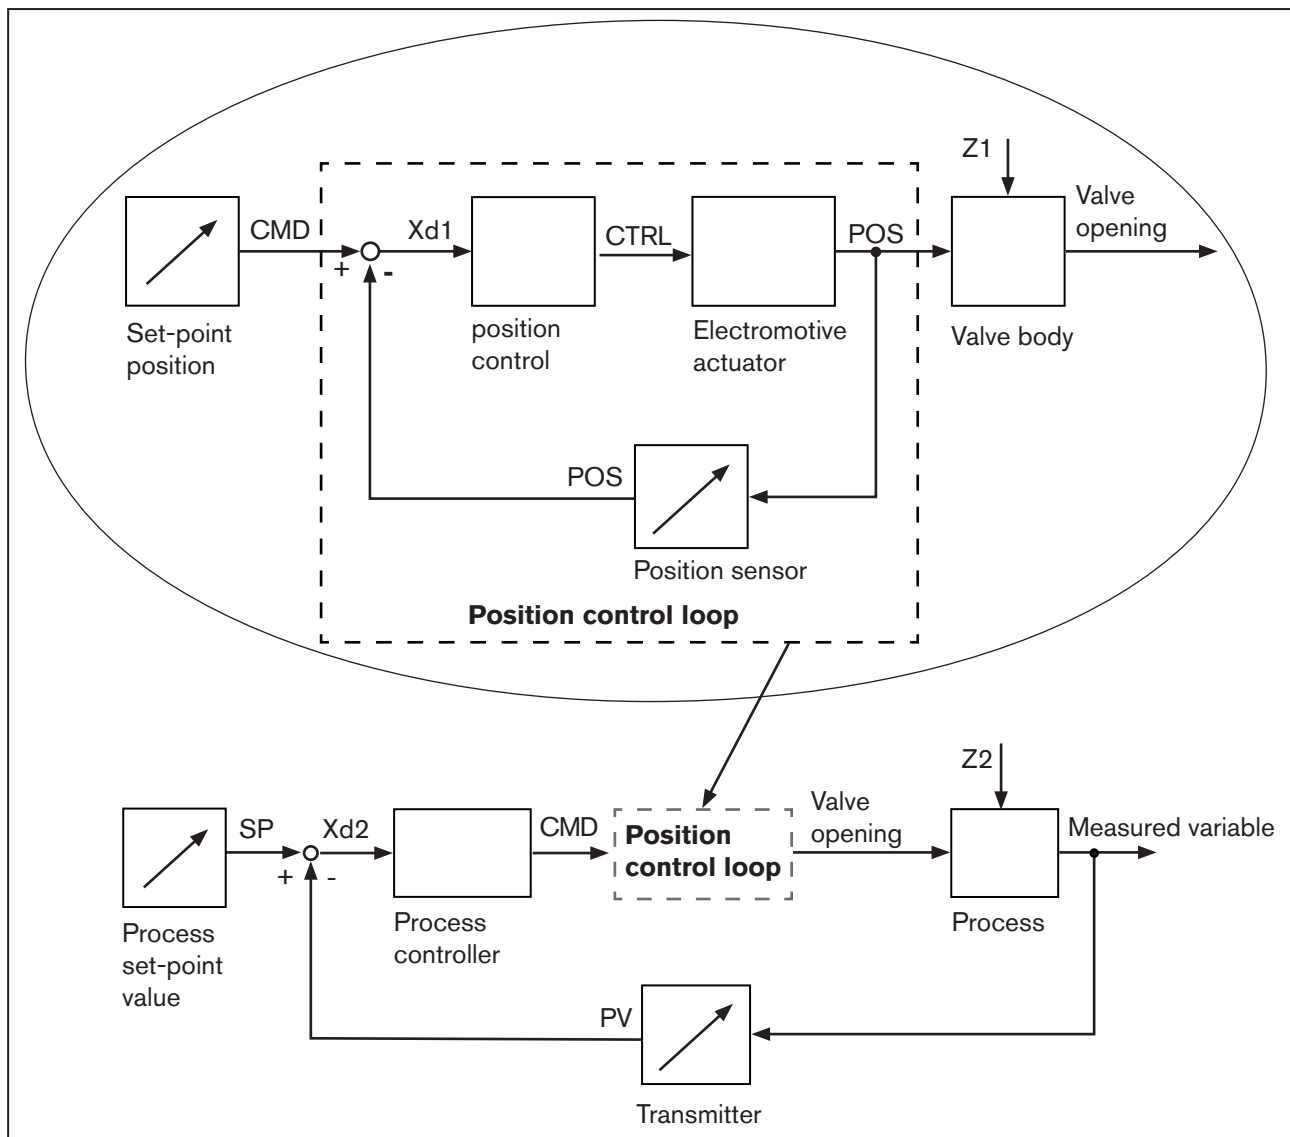 Z1
Valve
opening
CMD
Xd1
CTRL
POS
+
-
Set-point
position
position
control
Electromotive
actuator
Valve body
POS
Position sensor
Position control loop
Z2
SP
Xd2
CMD
Position
control loop
Valve
opening
Measured variable
+
-
Process
set-point
value
Process
controller
Process
PV
Transmitter